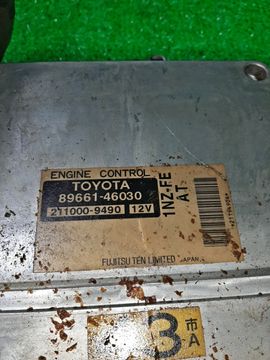 ENGINE CONTROL
TOYOTA
89661-46030
211000-9490 12V
1NZ-FE
AT
FUJITSU TEN LIMITED JAPAN
3 市
A